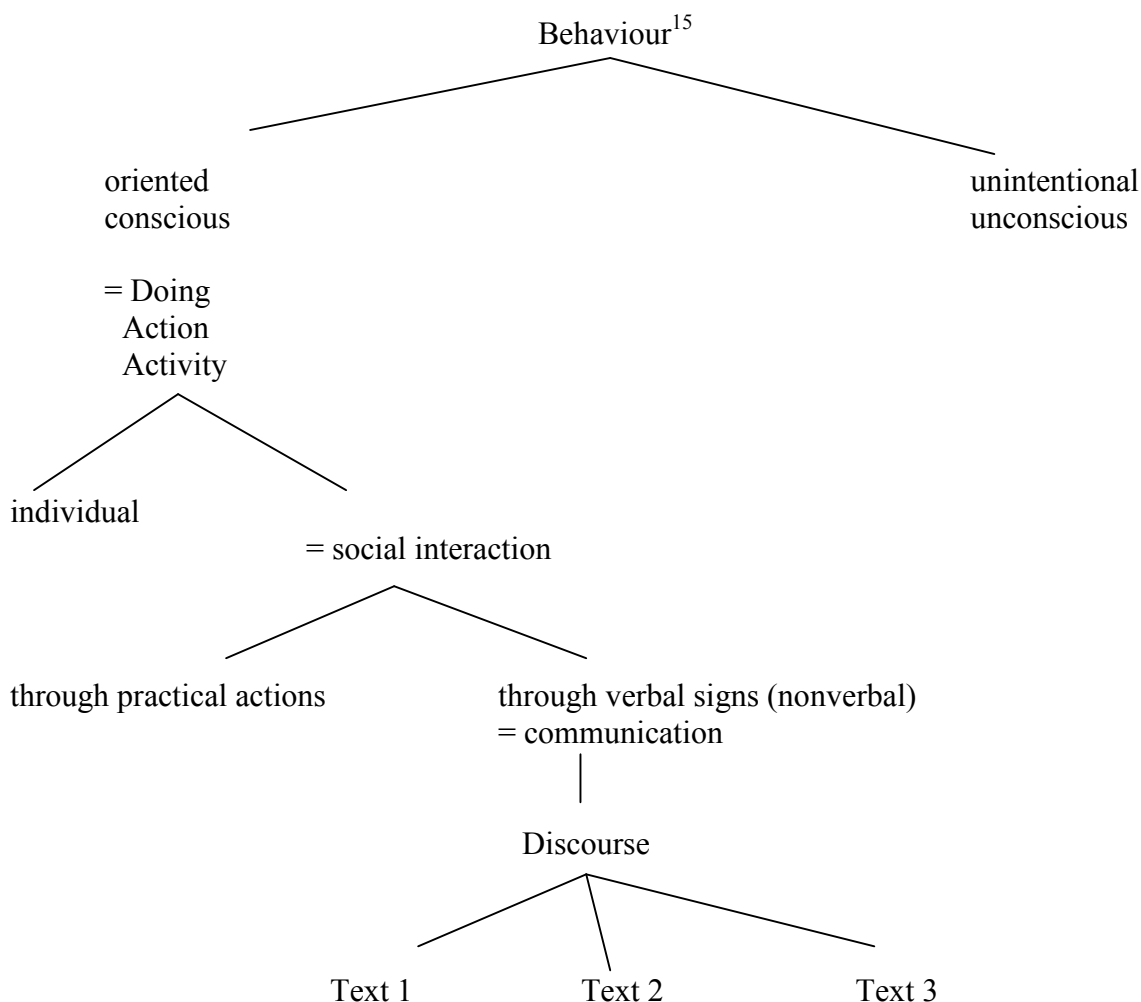 Behaviour15
oriented
conscious
unintentional
unconscious
= Doing
Action
Activity
individual
= social interaction
through practical actions
through verbal signs (nonverbal)
= communication
Discourse
Text 1
Text 2
Text 3